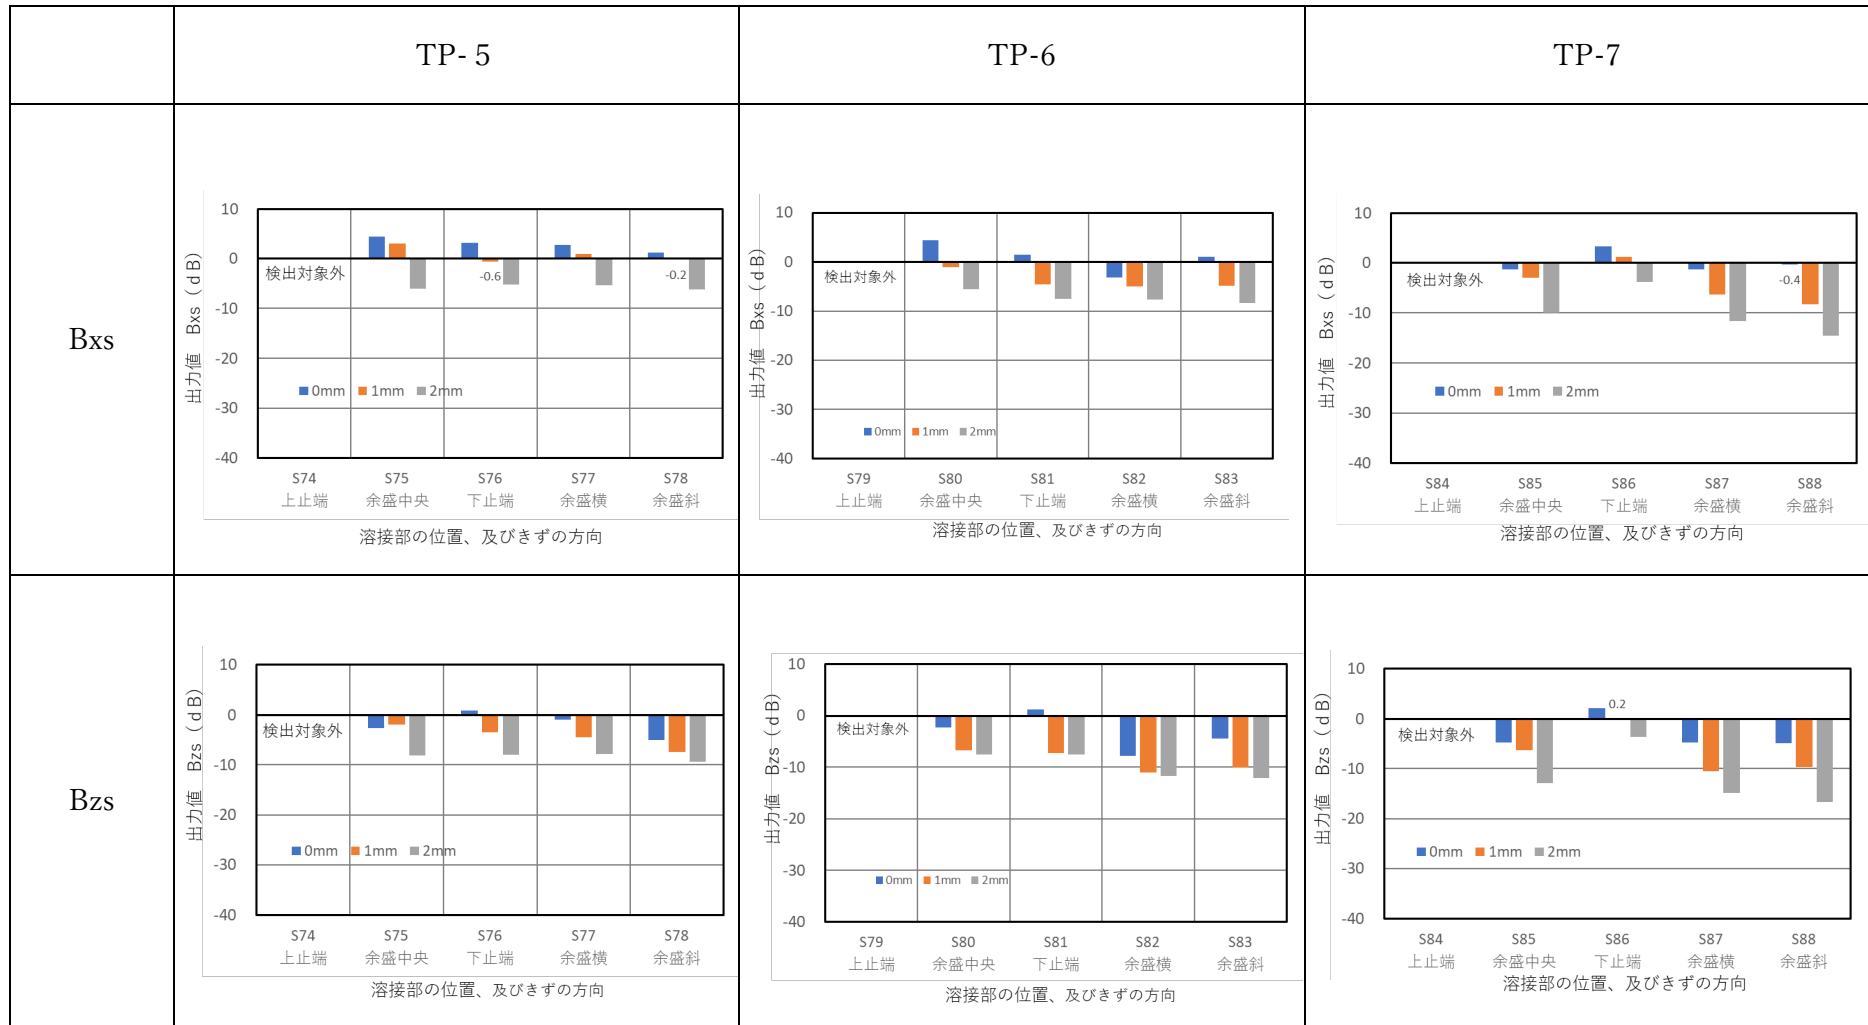 TP- 5
TP-6
TP-7
Bxs
出力値 Bxs（ｄB）
10
0
-10
-20
-30
-40
検出対象外
-0.6
-0.2
0mm 1mm 2mm
S74 S75 S76 S77 S78
上止端 余盛中央 下止端 余盛横 余盛斜
溶接部の位置、及びきずの方向
出力値 Bxs（ｄB）
10
0
-10
-20
-30
-40
検出対象外
0mm 1mm 2mm
S79 S80 S81 S82 S83
上止端 余盛中央 下止端 余盛横 余盛斜
溶接部の位置、及びきずの方向
出力値 Bxs（ｄB）
10
0
-10
-20
-30
-40
検出対象外
-0.4
0mm 1mm 2mm
S84 S85 S86 S87 S88
上止端 余盛中央 下止端 余盛横 余盛斜
溶接部の位置、及びきずの方向
Bzs
出力値 Bzs（ｄB）
10
0
-10
-20
-30
-40
検出対象外
0mm 1mm 2mm
S74 S75 S76 S77 S78
上止端 余盛中央 下止端 余盛横 余盛斜
溶接部の位置、及びきずの方向
出力値 Bzs（ｄB）
10
0
-10
-20
-30
-40
検出対象外
0mm 1mm 2mm
S79 S80 S81 S82 S83
上止端 余盛中央 下止端 余盛横 余盛斜
溶接部の位置、及びきずの方向
出力値 Bzs（ｄB）
10
0
-10
-20
-30
-40
0.2
検出対象外
0mm 1mm 2mm
S84 S85 S86 S87 S88
上止端 余盛中央 下止端 余盛横 余盛斜
溶接部の位置、及びきずの方向